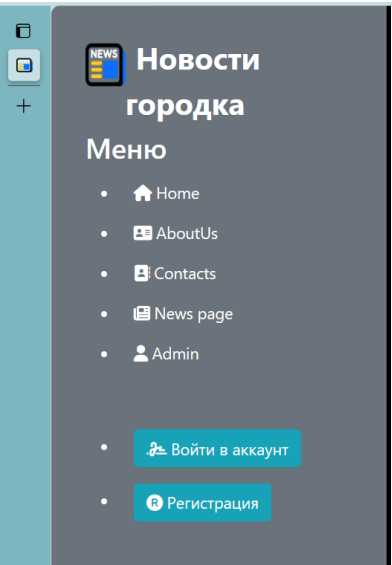 NEWS
Новости
городка
Меню
Home
AboutUs
Contacts
News page
Admin
Войти в аккаунт
R Регистрация